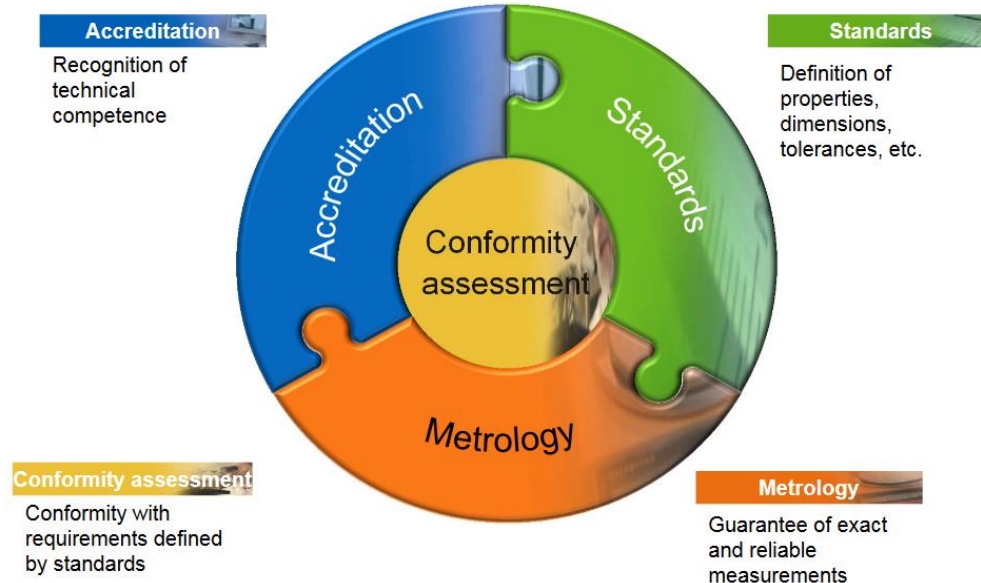 Accreditation
Recognition of
technical
competence
Standards
Definition of
properties,
dimensions,
tolerances, etc.
Accreditation
Standards
Conformity
assessment
Metrology
Conformity assessment
Conformity with
requirements defined
by standards
Metrology
Guarantee of exact
and reliable
measurements